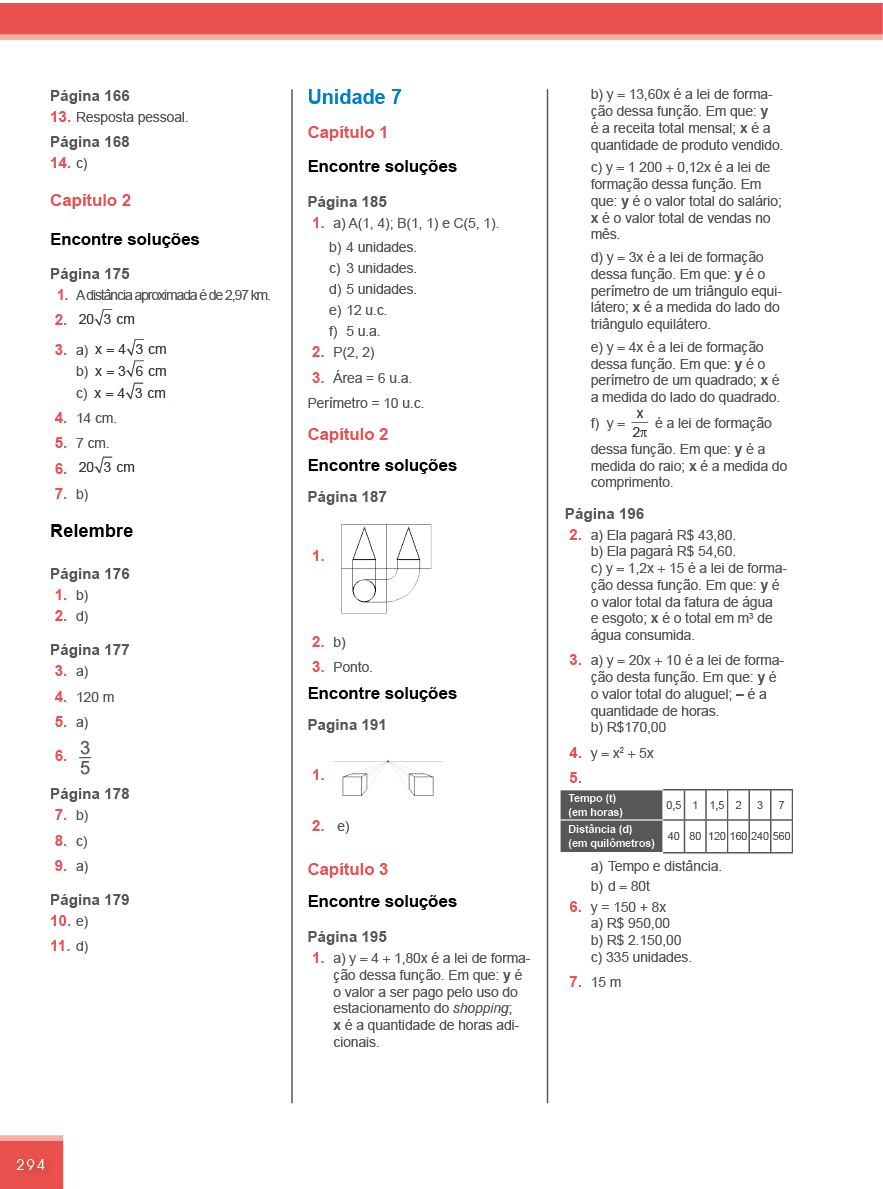 Página 166
13. Resposta pessoal.
Página 168
14. c)
Capítulo 2
Encontre soluções
Página 175
1. A distância aproximada é de 2,97 km.
2. 20√3 cm
3. a) x = 4√3 cm
b) x = 3√6 cm
c) x = 4√3 cm
4. 14 cm.
5. 7 cm.
6. 20√3 cm
7. b)
Relembre
Página 176
1. b)
2. d)
Página 177
3. a)
4. 120 m
5. a)
6. 3/5
Página 178
7. b)
8. c)
9. a)
Página 179
10. e)
11. d)
Unidade 7
Capítulo 1
Encontre soluções
Página 185
1. a) A(1, 4); B(1, 1) e C(5, 1).
b) 4 unidades.
c) 3 unidades.
d) 5 unidades.
e) 12 u.c.
f) 5 u.a.
2. P(2, 2)
3. Área = 6 u.a.
Perímetro = 10 u.c.
Capítulo 2
Encontre soluções
Página 187
1.
2. b)
3. Ponto.
Encontre soluções
Pagina 191
1.
2. e)
Capítulo 3
Encontre soluções
Página 195
1. a) y = 4 + 1,80x é a lei de forma-
ção dessa função. Em que: y é
o valor a ser pago pelo uso do
estacionamento do shopping;
x é a quantidade de horas adi-
cionais.
b) y = 13,60x é a lei de forma-
ção dessa função. Em que: y
é a receita total mensal; x é a
quantidade de produto vendido.
c) y = 1 200 + 0,12x é a lei de
formação dessa função. Em
que: y é o valor total do salário;
x é o valor total de vendas no
mês.
d) y = 3x é a lei de formação
dessa função. Em que: y é o
perímetro de um triângulo equi-
látero; x é a medida do lado do
triângulo equilátero.
e) y = 4x é a lei de formação
dessa função. Em que: y é o
perímetro de um quadrado; x é
a medida do lado do quadrado.
f) y = x/2π é a lei de formação
dessa função. Em que: y é a
medida do raio; x é a medida do
comprimento.
Página 196
2. a) Ela pagará R$ 43,80.
b) Ela pagará R$ 54,60.
c) y = 1,2x + 15 é a lei de forma-
ção dessa função. Em que: y é
o valor total da fatura de água
e esgoto; x é o total em m³ de
água consumida.
3. a) y = 20x + 10 é a lei de forma-
ção desta função. Em que: y é
o valor total do aluguel; – é a
quantidade de horas.
b) R$170,00
4. y = x² + 5x
5.
Tempo (t)
(em horas) 0,5 1 1,5 2 3 7
Distância (d)
(em quilômetros) 40 80 120 160 240 560
a) Tempo e distância.
b) d = 80t
6. y = 150 + 8x
a) R$ 950,00
b) R$ 2.150,00
c) 335 unidades.
7. 15 m
294